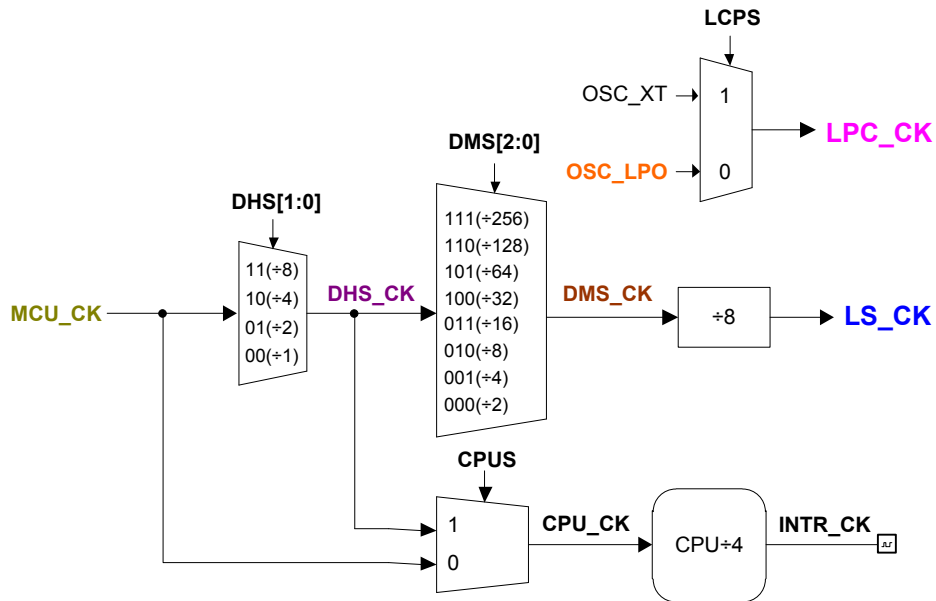 LCPS
OSC_XT
1
LPC_CK
OSC_LPO
0
DMS[2:0]
111(÷256)
110(÷128)
101(÷64)
100(÷32)
011(÷16)
010(÷8)
001(÷4)
000(÷2)
DHS[1:0]
11(÷8)
10(÷4)
01(÷2)
00(÷1)
MCU_CK
DHS_CK
DMS_CK
÷8
LS_CK
CPUS
1
0
CPU_CK
CPU÷4
INTR_CK